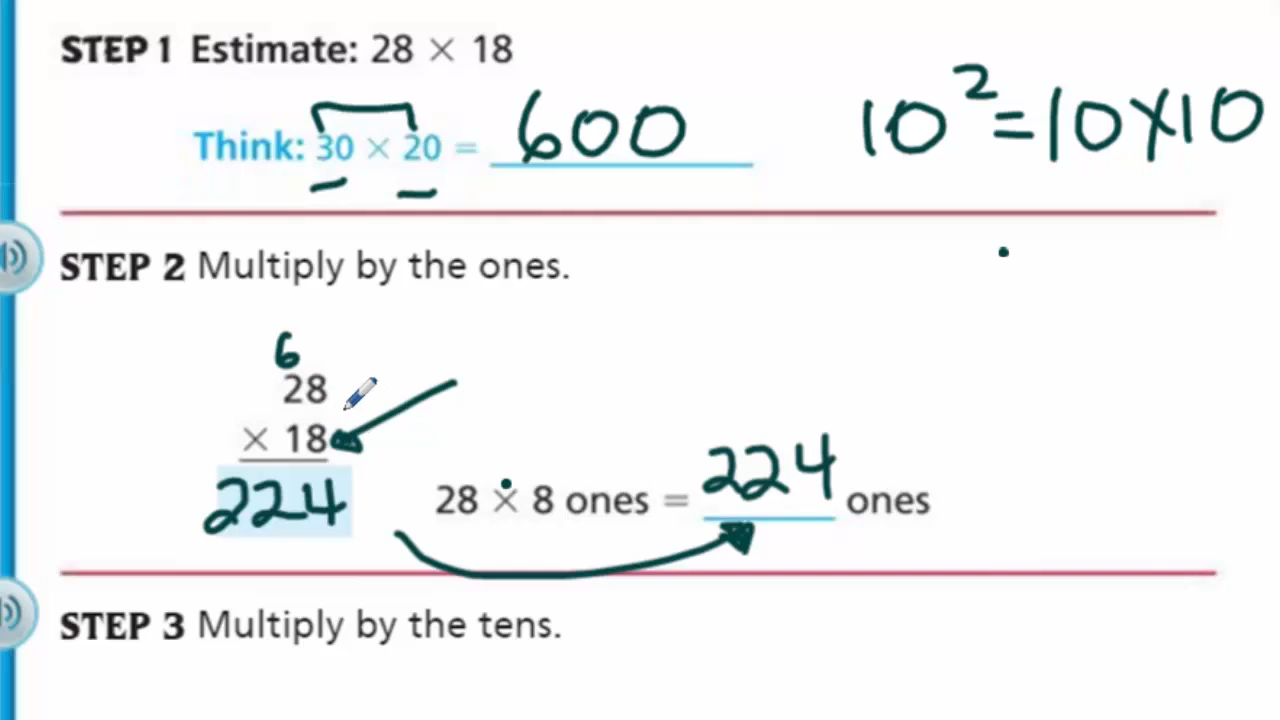 STEP 1 Estimate: 28 × 18
Think: 30 × 20 = 600
10²=10×10
STEP 2 Multiply by the ones.
6
28
× 18
224
28 × 8 ones = 224 ones
STEP 3 Multiply by the tens.